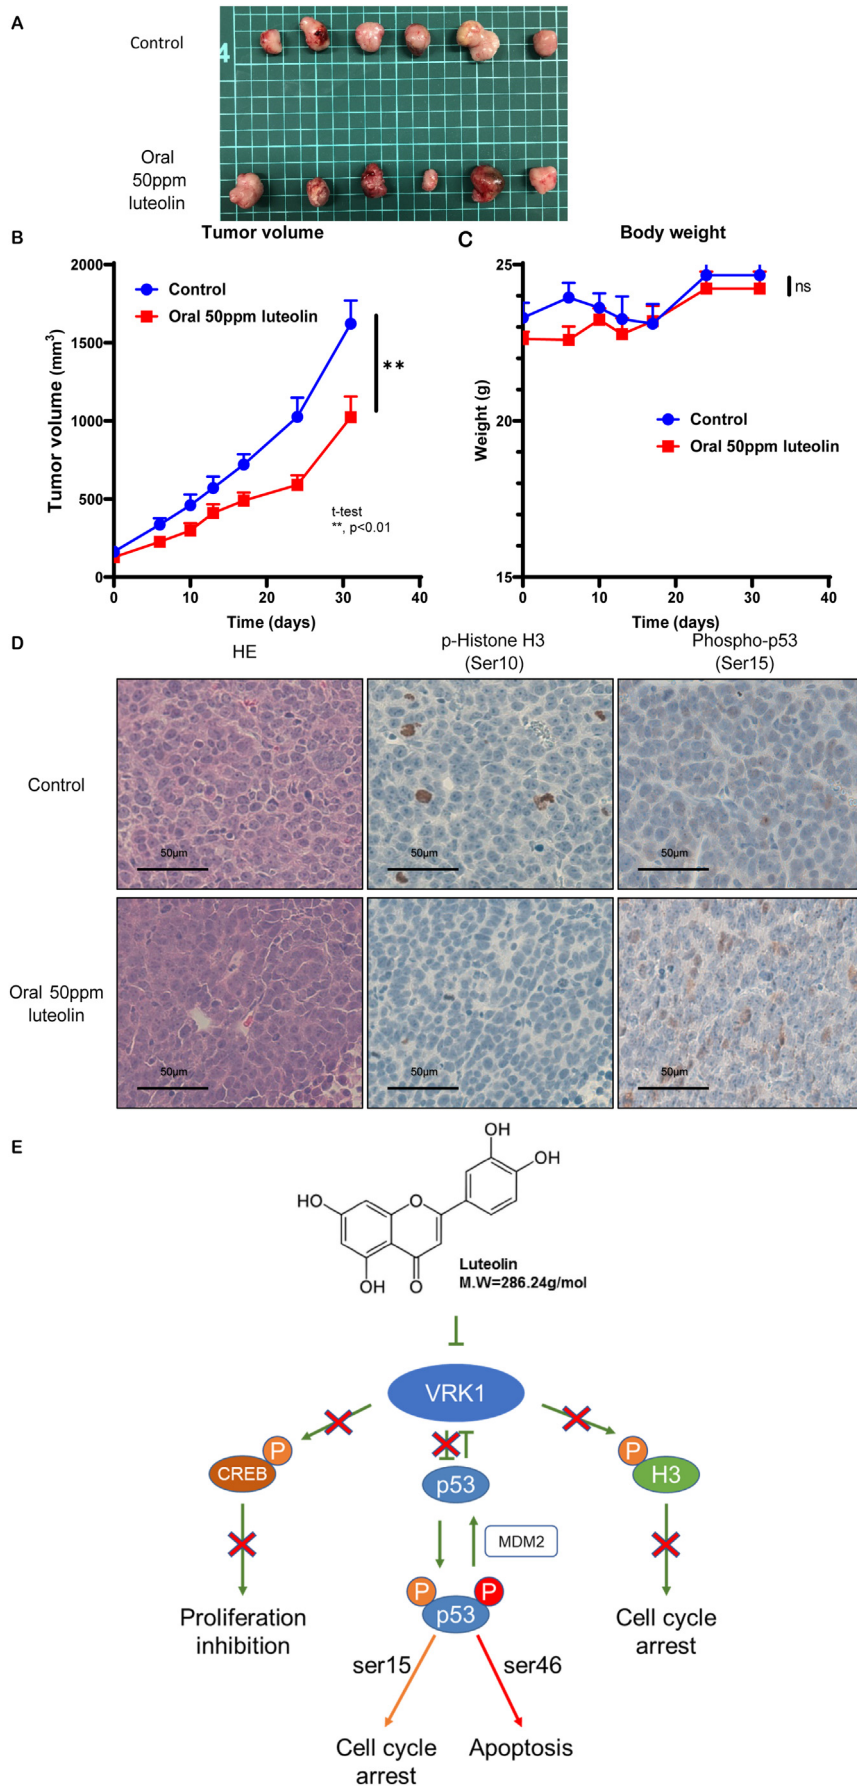 A
Control
4
Oral
50ppm
luteolin
B
Tumor volume
2000
1500
1000
500
0
Tumor volume (mm³)
Control
Oral 50ppm luteolin
**
t-test
**, p<0.01
0 10 20 30 40
Time (days)
C
Body weight
25
20
15
Weight (g)
ns
Control
Oral 50ppm luteolin
0 10 20 30 40
Time (days)
D
HE
p-Histone H3
(Ser10)
Phospho-p53
(Ser15)
Control
50µm
50µm
50µm
Oral 50ppm
luteolin
50µm
50µm
50µm
E
OH
OH
HO
O
OH
O
Luteolin
M.W=286.24g/mol
VRK1
P
CREB
p53
P
H3
MDM2
P
P
p53
Proliferation
inhibition
ser15
ser46
Cell cycle
arrest
Cell cycle
arrest
Apoptosis